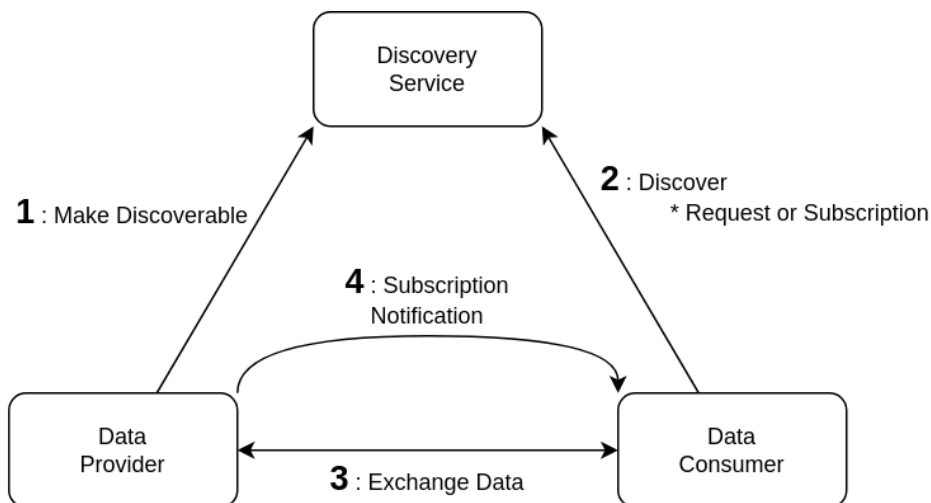 Discovery
Service
1 : Make Discoverable
2 : Discover
* Request or Subscription
4 : Subscription
Notification
Data
Provider
3 : Exchange Data
Data
Consumer